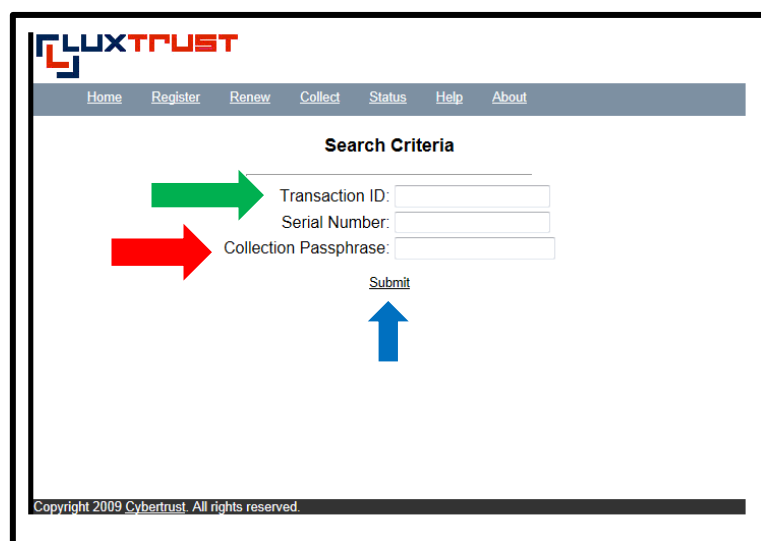 LUXTRUST
Home Register Renew Collect Status Help About
Search Criteria
Transaction ID:
Serial Number:
Collection Passphrase:
Submit
Copyright 2009 Cybertrust. All rights reserved.